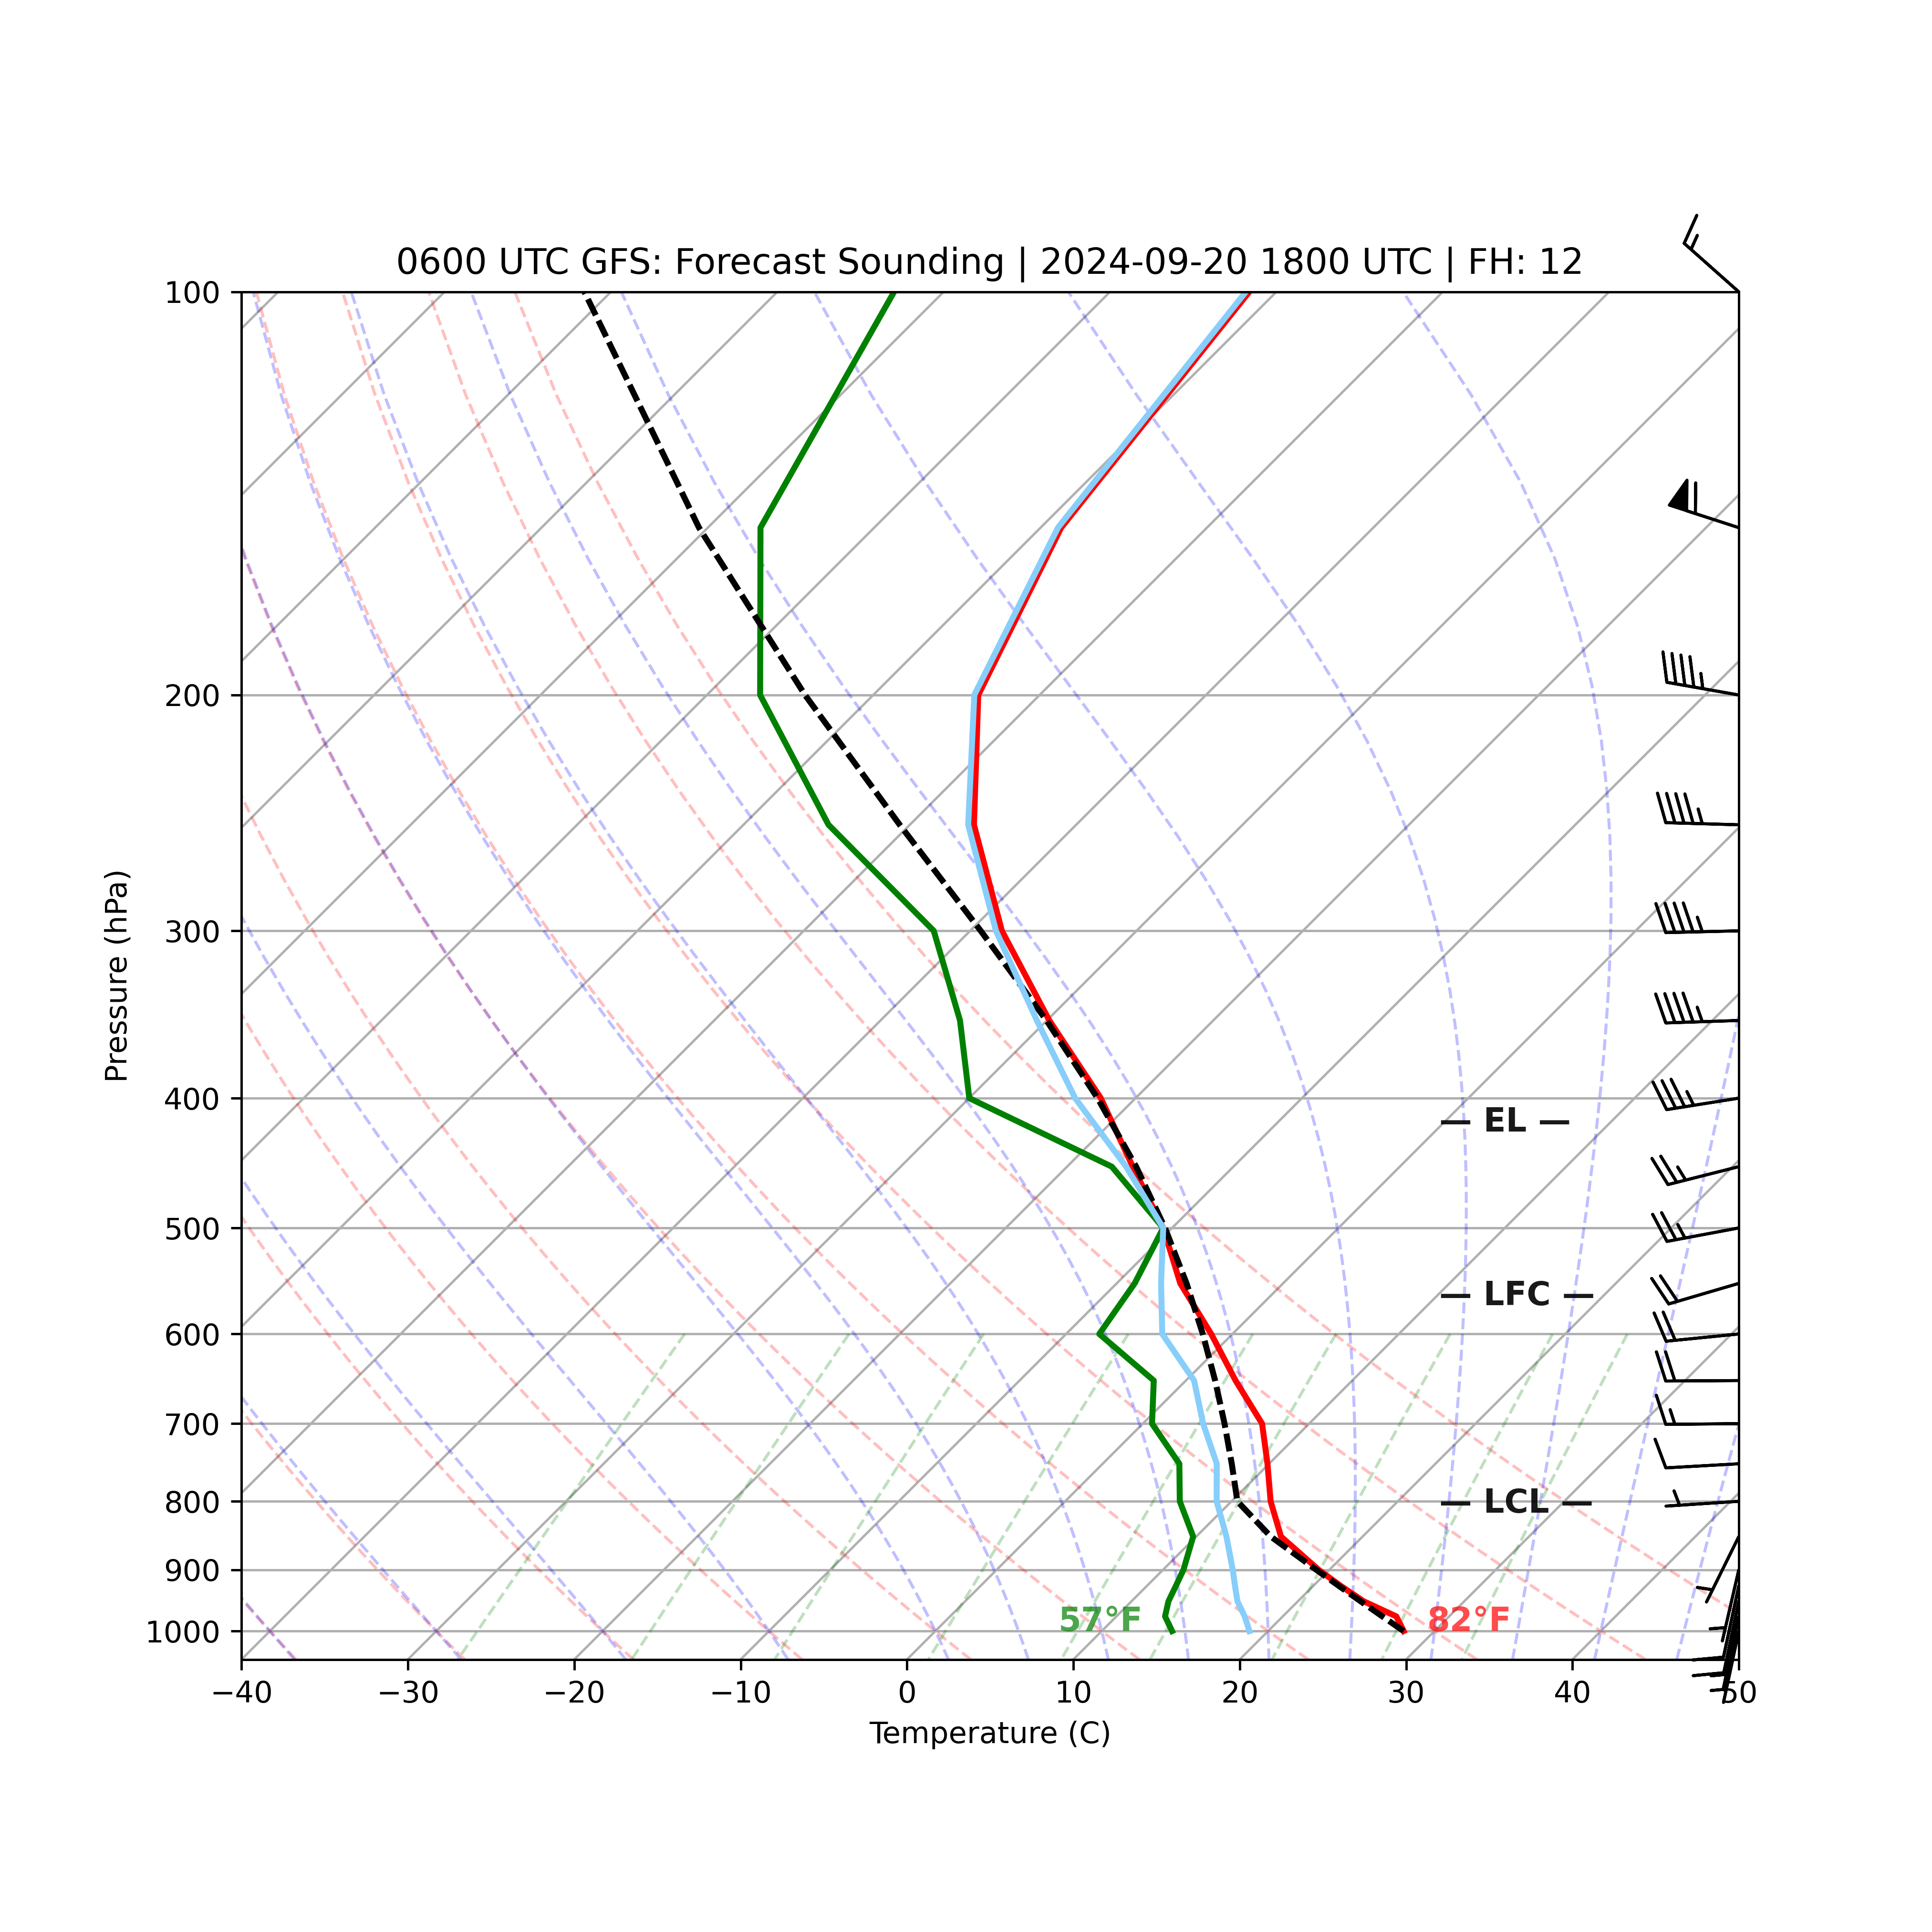 0600 UTC GFS: Forecast Sounding | 2024-09-20 1800 UTC | FH: 12
100
200
300
400
500
600
700
800
900
1000
Pressure (hPa)
— EL —
— LFC —
— LCL —
57°F
82°F
−40 −30 −20 −10 0 10 20 30 40 50
Temperature (C)